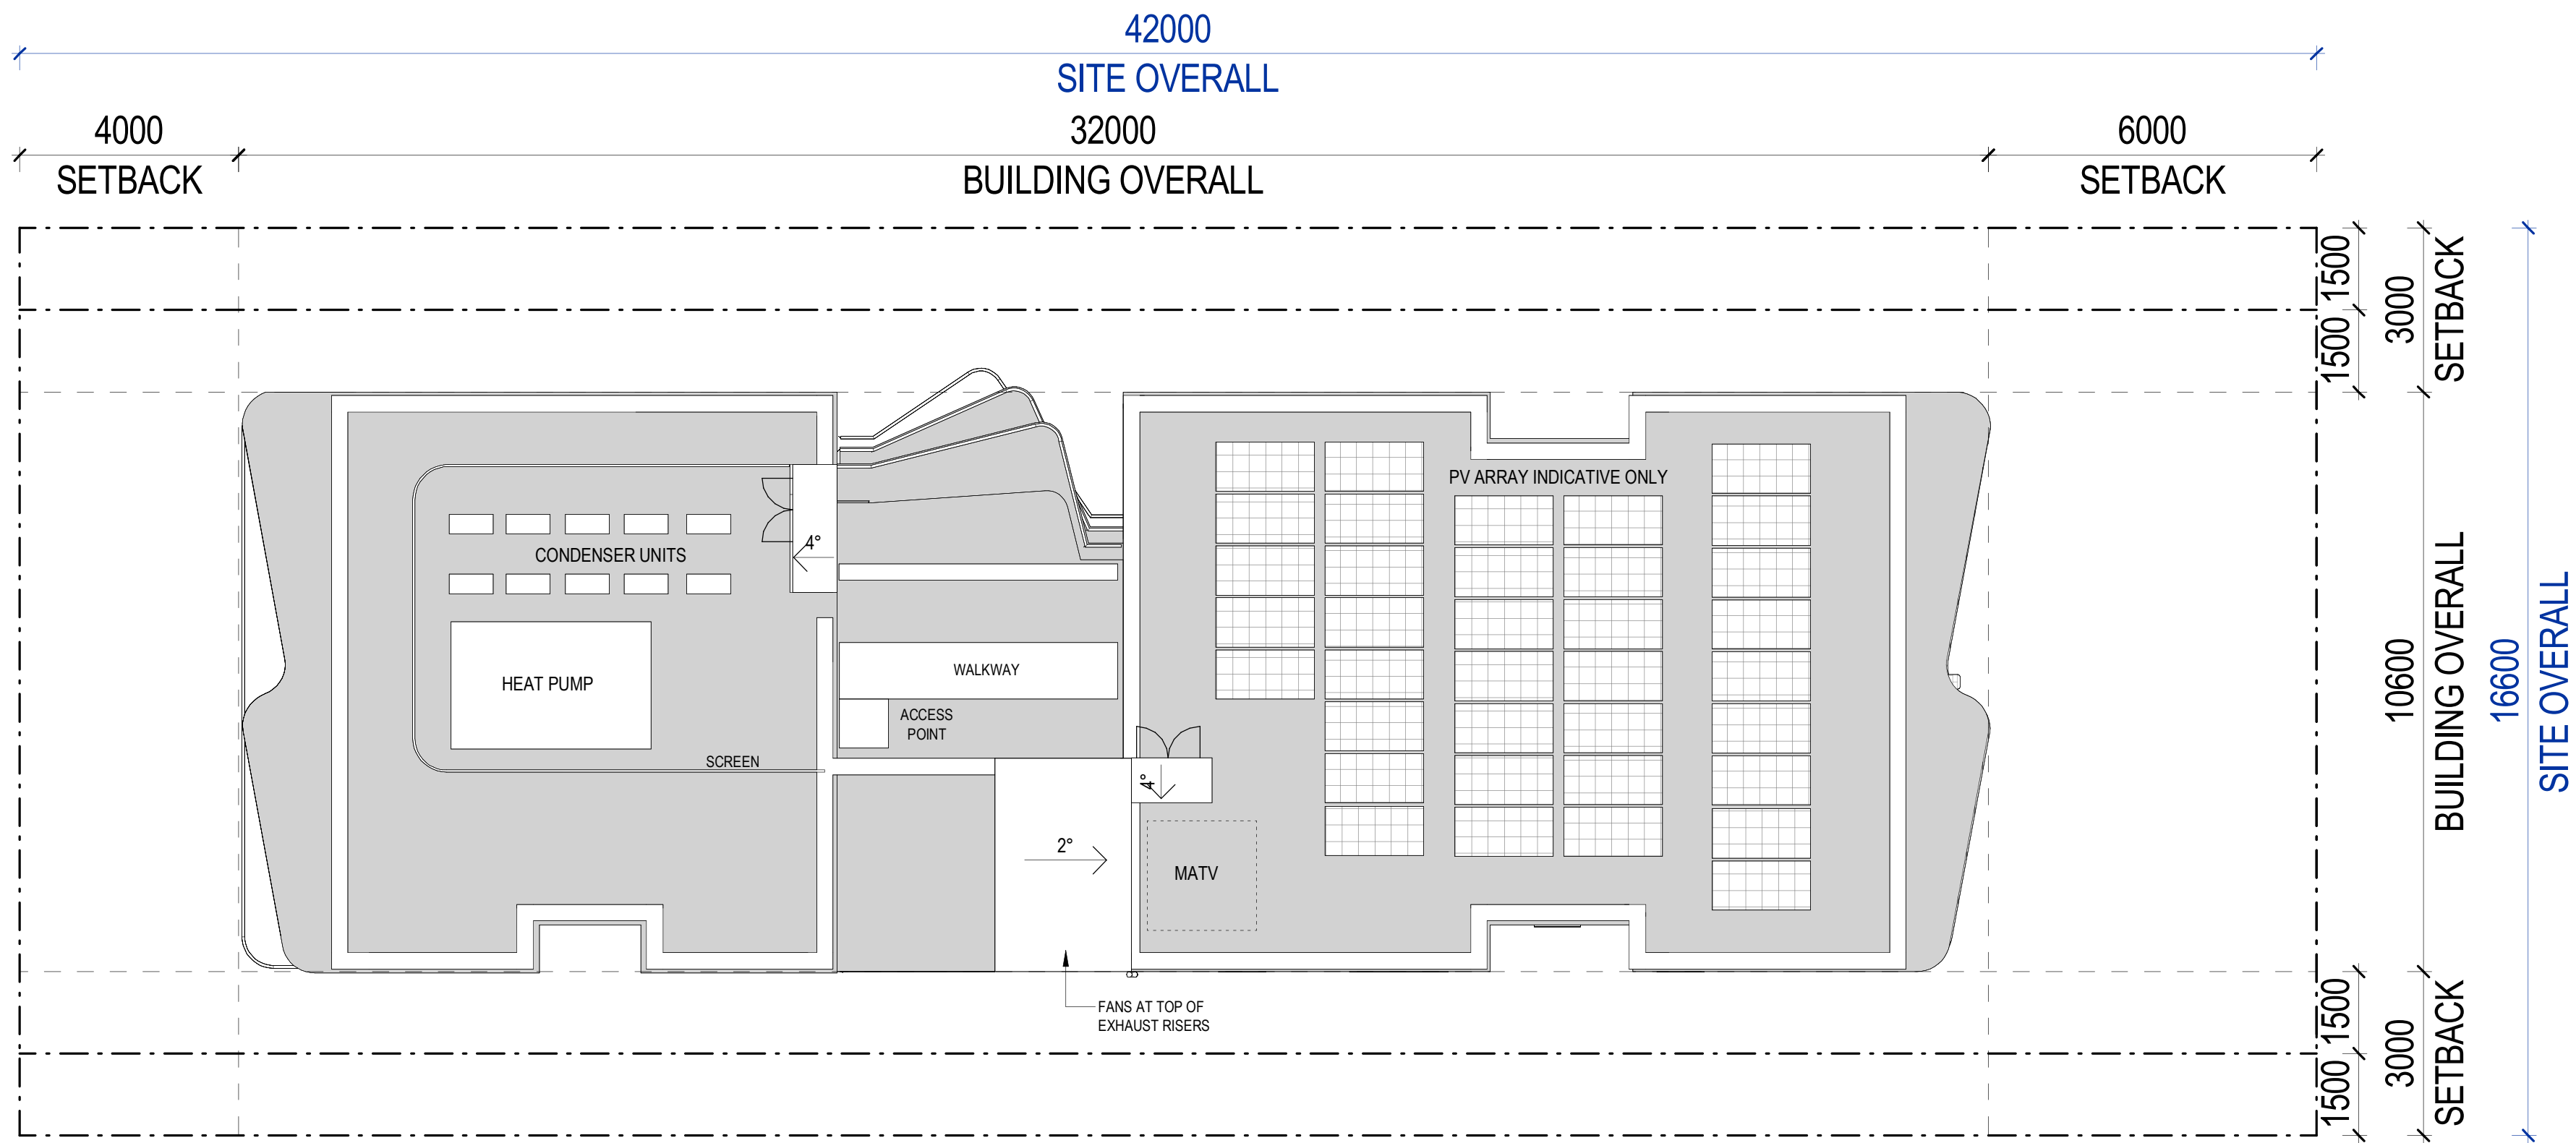 42000
SITE OVERALL
4000
SETBACK
32000
BUILDING OVERALL
6000
SETBACK
1500
1500
3000
SETBACK
PV ARRAY INDICATIVE ONLY
CONDENSER UNITS
4°
HEAT PUMP
WALKWAY
ACCESS
POINT
SCREEN
4°
2°
MATV
FANS AT TOP OF
EXHAUST RISERS
10600
BUILDING OVERALL
16600
SITE OVERALL
1500
1500
3000
SETBACK